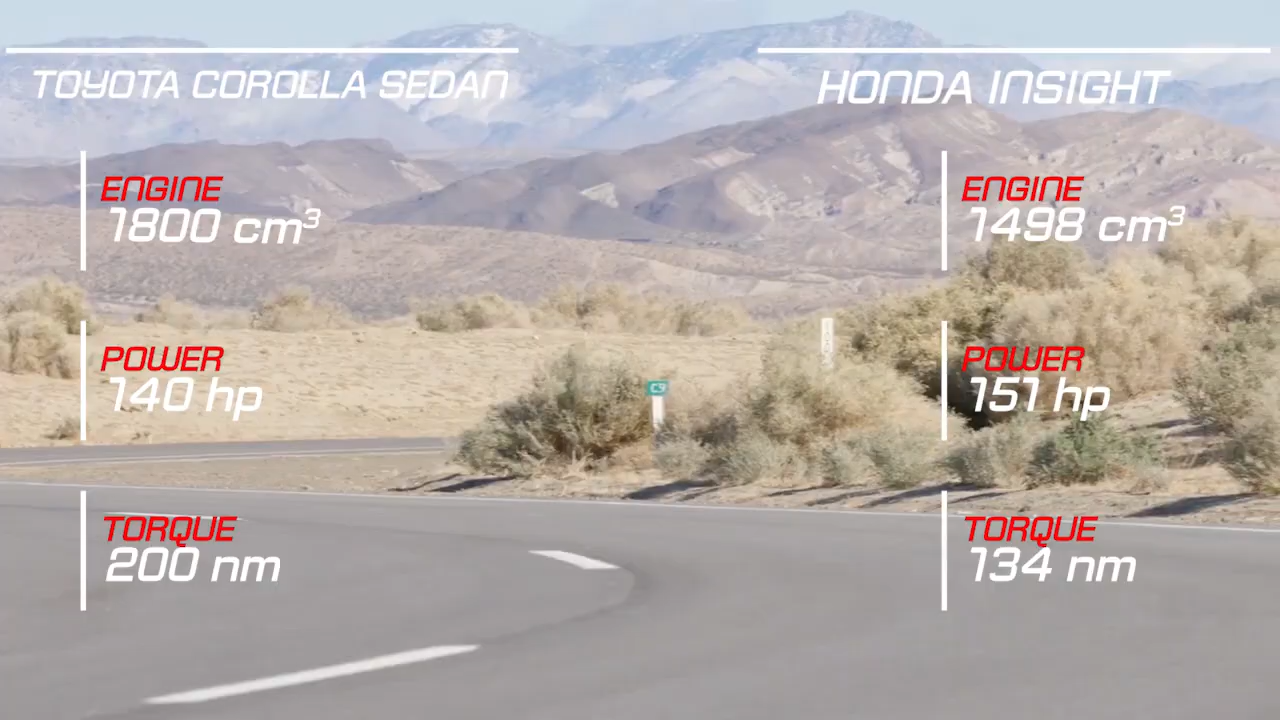 TOYOTA COROLLA SEDAN
ENGINE
1800 cm³
POWER
140 hp
TORQUE
200 nm
HONDA INSIGHT
ENGINE
1498 cm³
POWER
151 hp
TORQUE
134 nm
C9